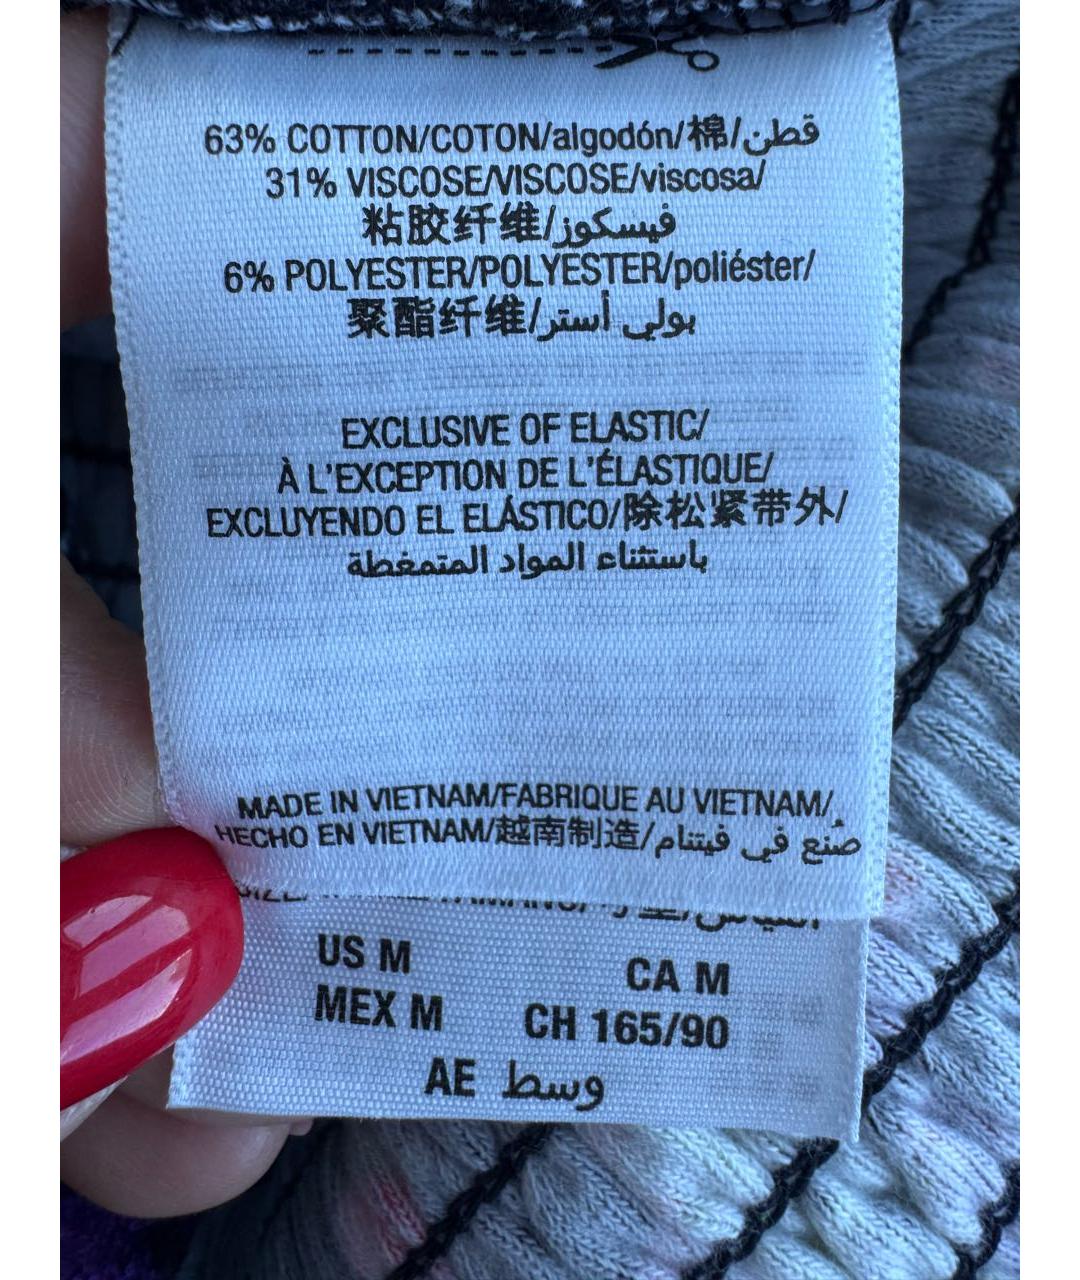 63% COTTON/COTON/algodón/棉/قطن
31% VISCOSE/VISCOSE/viscosa/
粘胶纤维/فيسكوز
6% POLYESTER/POLYESTER/poliéster/
聚酯纤维/بولي أستر
EXCLUSIVE OF ELASTIC/
À L'EXCEPTION DE L'ÉLASTIQUE/
EXCLUYENDO EL ELÁSTICO/除松紧带外/
باستثناء المواد المتمغطة
MADE IN VIETNAM/FABRIQUE AU VIETNAM/
HECHO EN VIETNAM/越南制造/صُنع في فيتنام
US M
CA M
MEX M
CH 165/90
AE وسط